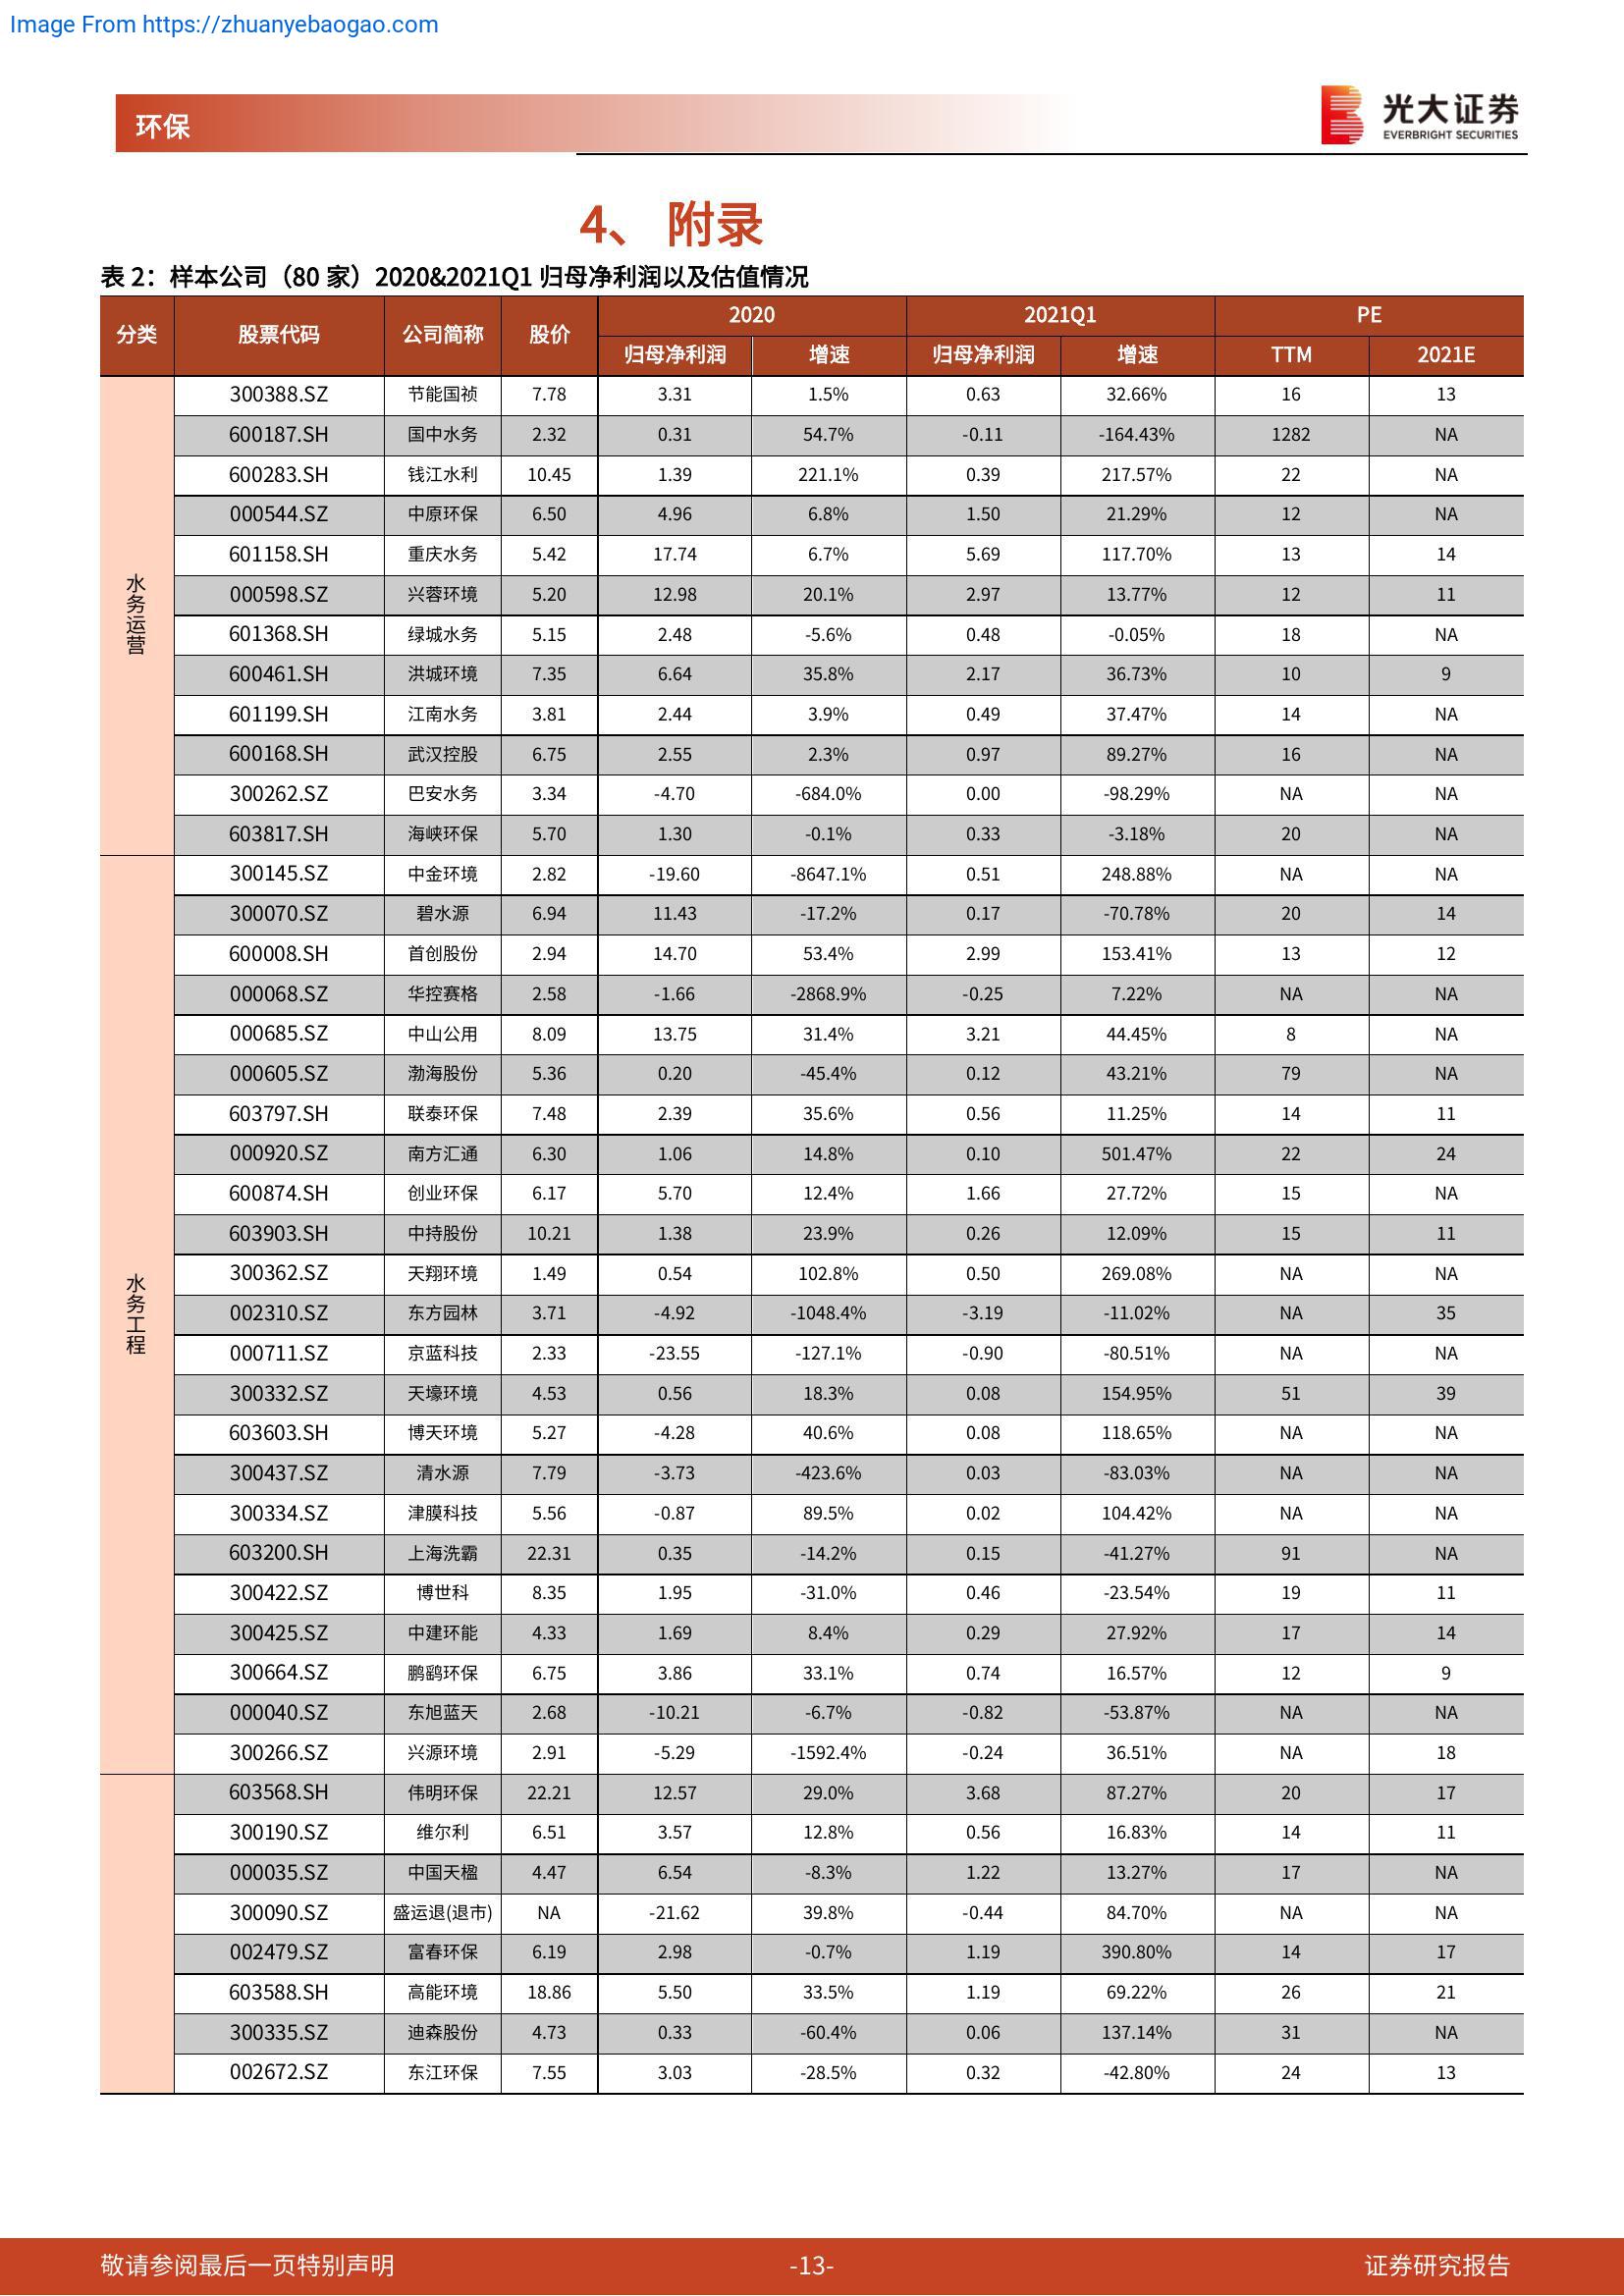 Image From https://zhuanyebaogao.com
环保
光大证券
EVERBRIGHT SECURITIES
4、 附录
表 2：样本公司（80 家）2020&2021Q1 归母净利润以及估值情况
分类 股票代码 公司简称 股价 2020 2021Q1 PE
归母净利润 增速 归母净利润 增速 TTM 2021E
水务运营
300388.SZ 节能国祯 7.78 3.31 1.5% 0.63 32.66% 16 13
600187.SH 国中水务 2.32 0.31 54.7% -0.11 -164.43% 1282 NA
600283.SH 钱江水利 10.45 1.39 221.1% 0.39 217.57% 22 NA
000544.SZ 中原环保 6.50 4.96 6.8% 1.50 21.29% 12 NA
601158.SH 重庆水务 5.42 17.74 6.7% 5.69 117.70% 13 14
000598.SZ 兴蓉环境 5.20 12.98 20.1% 2.97 13.77% 12 11
601368.SH 绿城水务 5.15 2.48 -5.6% 0.48 -0.05% 18 NA
600461.SH 洪城环境 7.35 6.64 35.8% 2.17 36.73% 10 9
601199.SH 江南水务 3.81 2.44 3.9% 0.49 37.47% 14 NA
600168.SH 武汉控股 6.75 2.55 2.3% 0.97 89.27% 16 NA
300262.SZ 巴安水务 3.34 -4.70 -684.0% 0.00 -98.29% NA NA
603817.SH 海峡环保 5.70 1.30 -0.1% 0.33 -3.18% 20 NA
水务工程
300145.SZ 中金环境 2.82 -19.60 -8647.1% 0.51 248.88% NA NA
300070.SZ 碧水源 6.94 11.43 -17.2% 0.17 -70.78% 20 14
600008.SH 首创股份 2.94 14.70 53.4% 2.99 153.41% 13 12
000068.SZ 华控赛格 2.58 -1.66 -2868.9% -0.25 7.22% NA NA
000685.SZ 中山公用 8.09 13.75 31.4% 3.21 44.45% 8 NA
000605.SZ 渤海股份 5.36 0.20 -45.4% 0.12 43.21% 79 NA
603797.SH 联泰环保 7.48 2.39 35.6% 0.56 11.25% 14 11
000920.SZ 南方汇通 6.30 1.06 14.8% 0.10 501.47% 22 24
600874.SH 创业环保 6.17 5.70 12.4% 1.66 27.72% 15 NA
603903.SH 中持股份 10.21 1.38 23.9% 0.26 12.09% 15 11
300362.SZ 天翔环境 1.49 0.54 102.8% 0.50 269.08% NA NA
002310.SZ 东方园林 3.71 -4.92 -1048.4% -3.19 -11.02% NA 35
000711.SZ 京蓝科技 2.33 -23.55 -127.1% -0.90 -80.51% NA NA
300332.SZ 天壕环境 4.53 0.56 18.3% 0.08 154.95% 51 39
603603.SH 博天环境 5.27 -4.28 40.6% 0.08 118.65% NA NA
300437.SZ 清水源 7.79 -3.73 -423.6% 0.03 -83.03% NA NA
300334.SZ 津膜科技 5.56 -0.87 89.5% 0.02 104.42% NA NA
603200.SH 上海洗霸 22.31 0.35 -14.2% 0.15 -41.27% 91 NA
300422.SZ 博世科 8.35 1.95 -31.0% 0.46 -23.54% 19 11
300425.SZ 中建环能 4.33 1.69 8.4% 0.29 27.92% 17 14
300664.SZ 鹏鹞环保 6.75 3.86 33.1% 0.74 16.57% 12 9
000040.SZ 东旭蓝天 2.68 -10.21 -6.7% -0.82 -53.87% NA NA
300266.SZ 兴源环境 2.91 -5.29 -1592.4% -0.24 36.51% NA 18
603568.SH 伟明环保 22.21 12.57 29.0% 3.68 87.27% 20 17
300190.SZ 维尔利 6.51 3.57 12.8% 0.56 16.83% 14 11
000035.SZ 中国天楹 4.47 6.54 -8.3% 1.22 13.27% 17 NA
300090.SZ 盛运退(退市) NA -21.62 39.8% -0.44 84.70% NA NA
002479.SZ 富春环保 6.19 2.98 -0.7% 1.19 390.80% 14 17
603588.SH 高能环境 18.86 5.50 33.5% 1.19 69.22% 26 21
300335.SZ 迪森股份 4.73 0.33 -60.4% 0.06 137.14% 31 NA
002672.SZ 东江环保 7.55 3.03 -28.5% 0.32 -42.80% 24 13
敬请参阅最后一页特别声明 -13- 证券研究报告